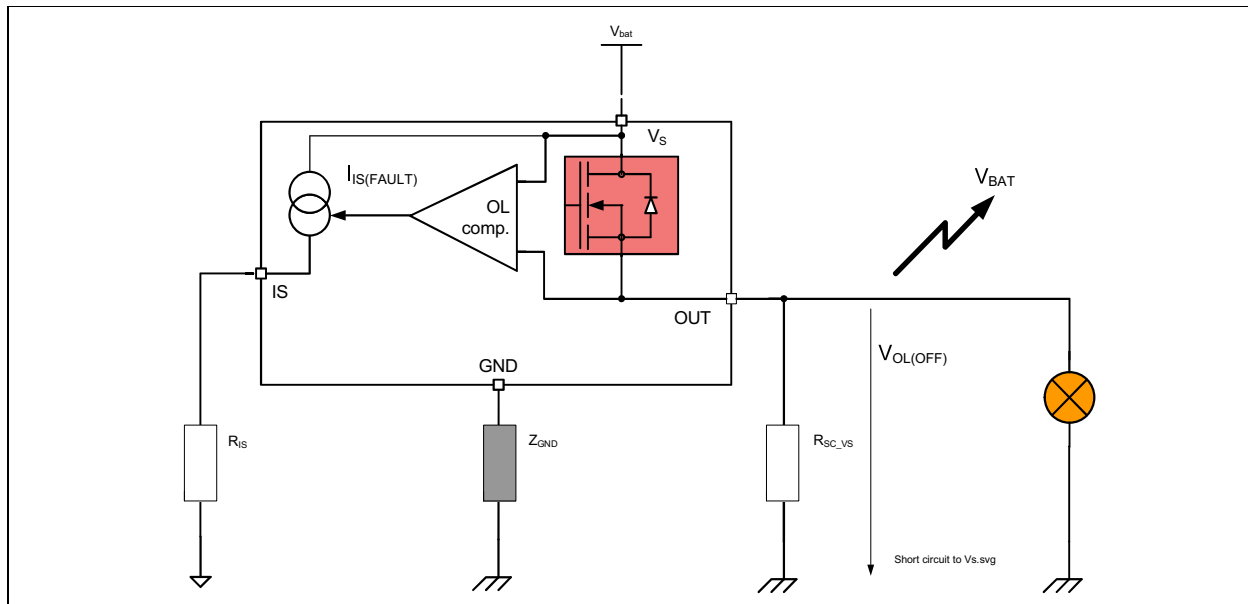 Vbat
VS
IIS(FAULT)
OL
comp.
VBAT
IS
OUT
VOL(OFF)
GND
RIS
ZGND
RSC_VS
Short circuit to Vs.svg